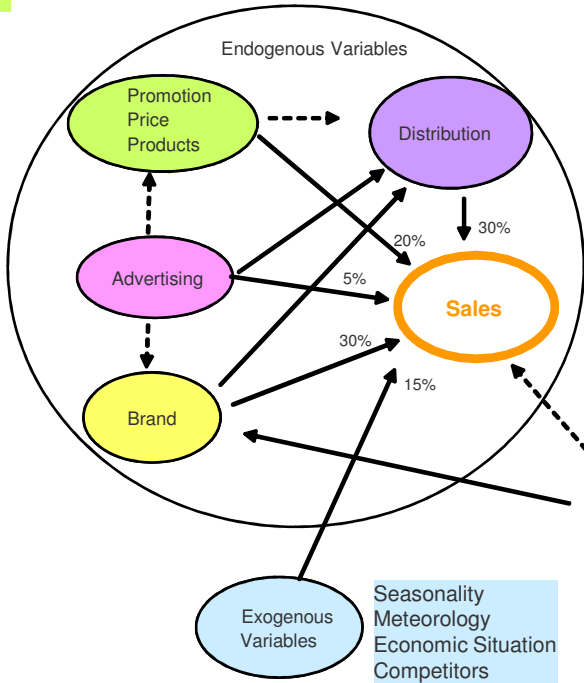 Endogenous Variables
Promotion
Price
Products
Distribution
20%
30%
Advertising
5%
Sales
30%
15%
Brand
Exogenous
Variables
Seasonality
Meteorology
Economic Situation
Competitors